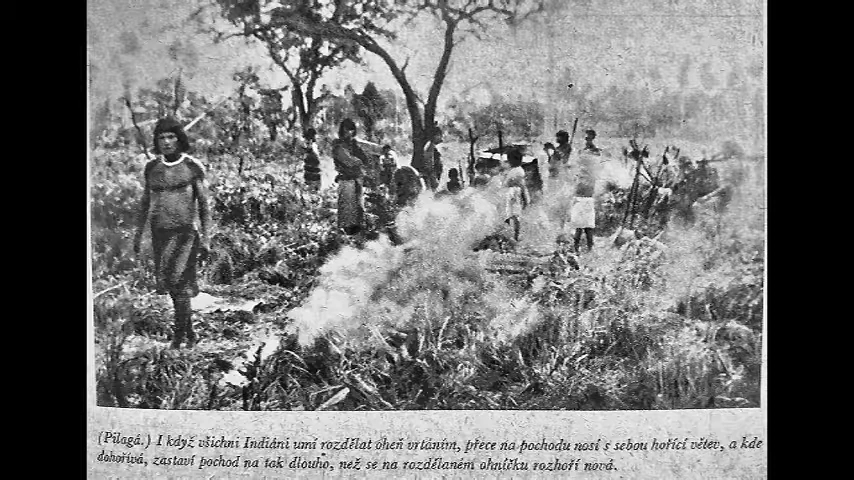 (Pilagá.) I když všichni Indiáni umí rozdělat oheň vrtáním, přece na pochodu nosí s sebou hořící větev, a kde
dohořívá, zastaví pochod na tak dlouho, než se na rozdělaném ohníčku rozhoří nová.